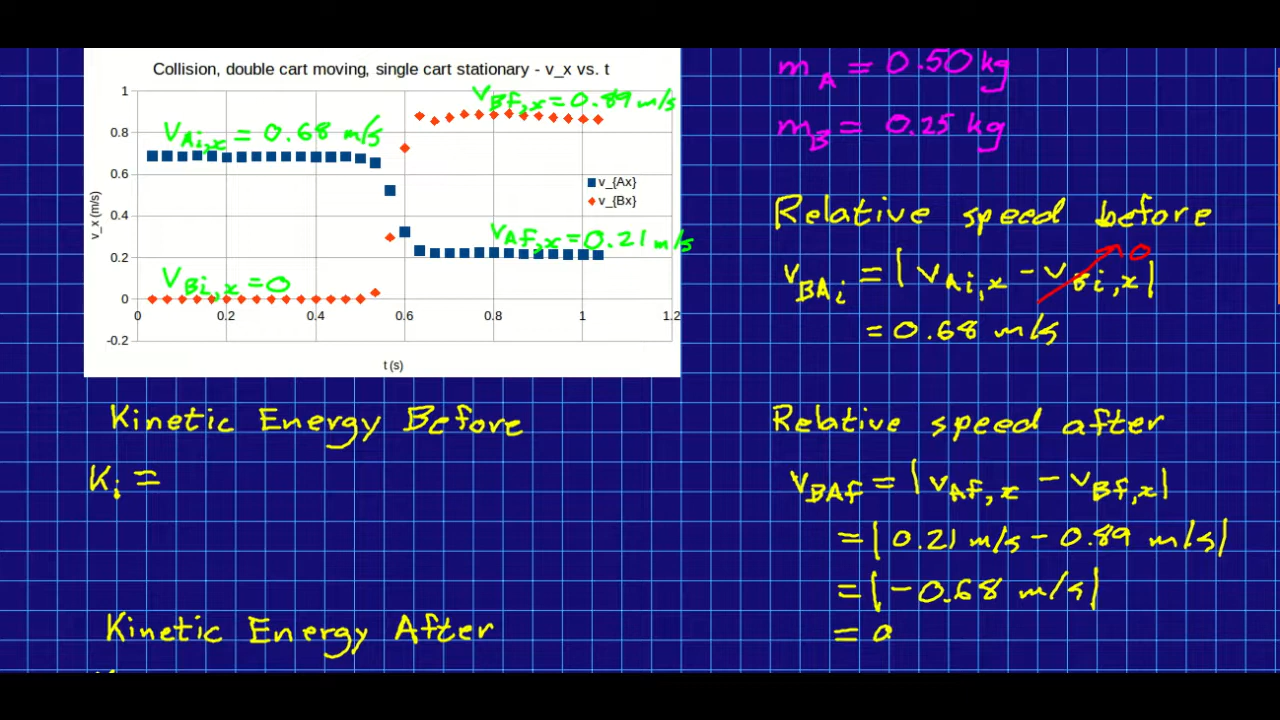 Collision, double cart moving, single cart stationary - v_x vs. t
v_x (m/s)
1
0.8
0.6
0.4
0.2
0
-0.2
0
0.2
0.4
0.6
0.8
1
1.2
t (s)
v_{Ax}
v_{Bx}
v_{Ai,x} = 0.68 m/s
v_{Bf,x} = 0.89 m/s
v_{Af,x} = 0.21 m/s
v_{Bi,x} = 0
Kinetic Energy Before
K_i =
Kinetic Energy After
m_A = 0.50 kg
m_B = 0.25 kg
Relative speed before
v_{BAi} = | v_{Ai,x} - v_{Bi,x} |
0
= 0.68 m/s
Relative speed after
v_{BAf} = | v_{Af,x} - v_{Bf,x} |
= | 0.21 m/s - 0.89 m/s |
= | -0.68 m/s |
= 0